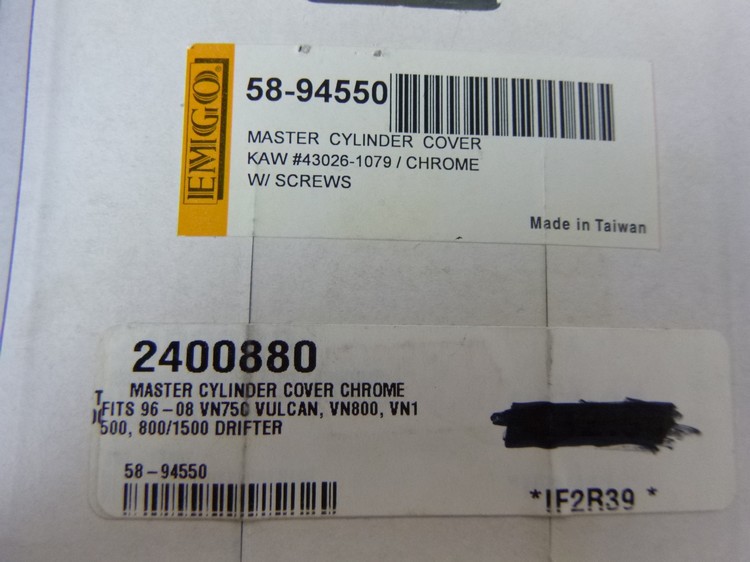 EMGO®
58-94550
MASTER CYLINDER COVER
KAW #43026-1079 / CHROME
W/ SCREWS
Made in Taiwan
2400880
MASTER CYLINDER COVER CHROME
FITS 96-08 VN750 VULCAN, VN800, VN1
500, 800/1500 DRIFTER
58-94550
*IF2R39 *